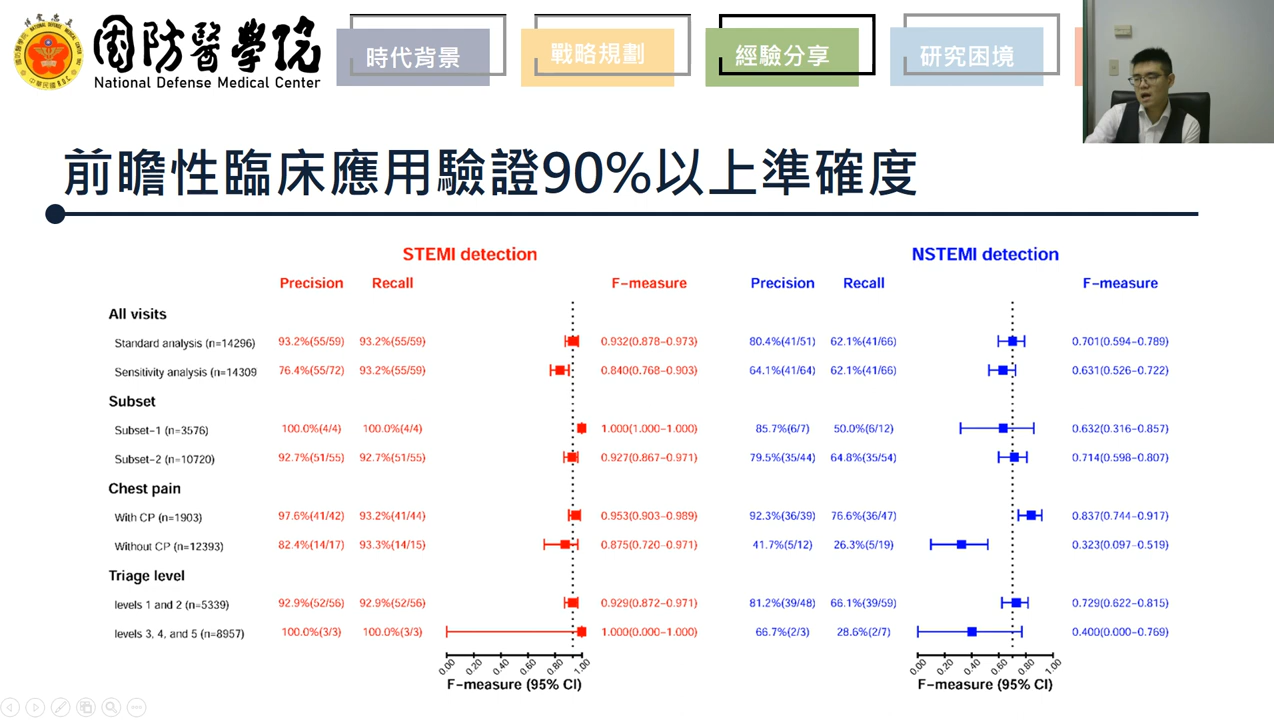 國防醫學院
National Defense Medical Center
時代背景
戰略規劃
經驗分享
研究困境
前瞻性臨床應用驗證90%以上準確度
STEMI detection
NSTEMI detection
Precision Recall F-measure Precision Recall F-measure
All visits
Standard analysis (n=14296) 93.2%(55/59) 93.2%(55/59) 0.932(0.878-0.973) 80.4%(41/51) 62.1%(41/66) 0.701(0.594-0.789)
Sensitivity analysis (n=14309 76.4%(55/72) 93.2%(55/59) 0.840(0.768-0.903) 64.1%(41/64) 62.1%(41/66) 0.631(0.526-0.722)
Subset
Subset-1 (n=3576) 100.0%(4/4) 100.0%(4/4) 1.000(1.000-1.000) 85.7%(6/7) 50.0%(6/12) 0.632(0.316-0.857)
Subset-2 (n=10720) 92.7%(51/55) 92.7%(51/55) 0.927(0.867-0.971) 79.5%(35/44) 64.8%(35/54) 0.714(0.598-0.807)
Chest pain
With CP (n=1903) 97.6%(41/42) 93.2%(41/44) 0.953(0.903-0.989) 92.3%(36/39) 76.6%(36/47) 0.837(0.744-0.917)
Without CP (n=12393) 82.4%(14/17) 93.3%(14/15) 0.875(0.720-0.971) 41.7%(5/12) 26.3%(5/19) 0.323(0.097-0.519)
Triage level
levels 1 and 2 (n=5339) 92.9%(52/56) 92.9%(52/56) 0.929(0.872-0.971) 81.2%(39/48) 66.1%(39/59) 0.729(0.622-0.815)
levels 3, 4, and 5 (n=8957) 100.0%(3/3) 100.0%(3/3) 1.000(0.000-1.000) 66.7%(2/3) 28.6%(2/7) 0.400(0.000-0.769)
0.00 0.20 0.40 0.60 0.80 1.00 0.00 0.20 0.40 0.60 0.80 1.00
F-measure (95% CI) F-measure (95% CI)